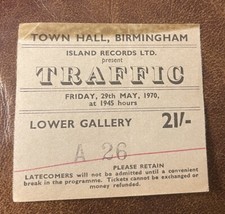 TOWN HALL, BIRMINGHAM
ISLAND RECORDS LTD.
present
TRAFFIC
FRIDAY, 29th MAY, 1970,
at 1945 hours
LOWER GALLERY 21/-
A 26
PLEASE RETAIN
LATECOMERS will not be admitted until a convenient
break in the programme. Tickets cannot be exchanged or
money refunded.